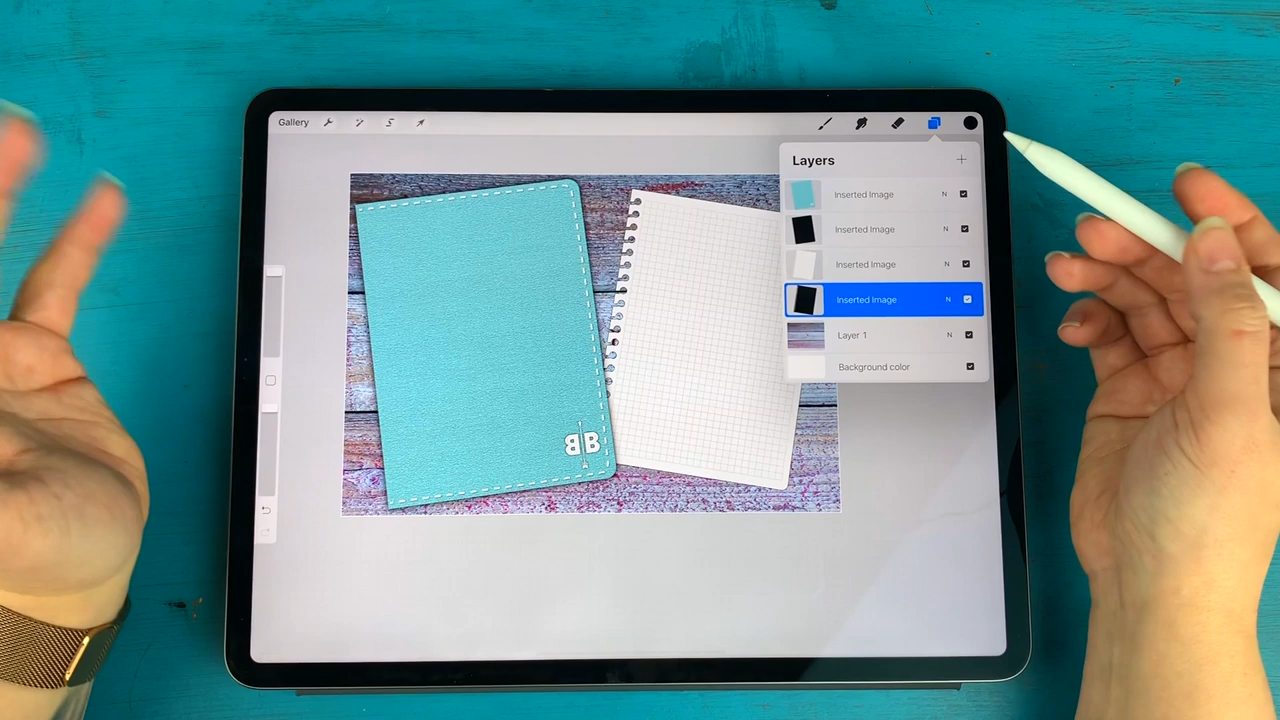 Gallery
Layers
Inserted Image N
Inserted Image N
Inserted Image N
Inserted Image N
Layer 1 N
Background color
BB